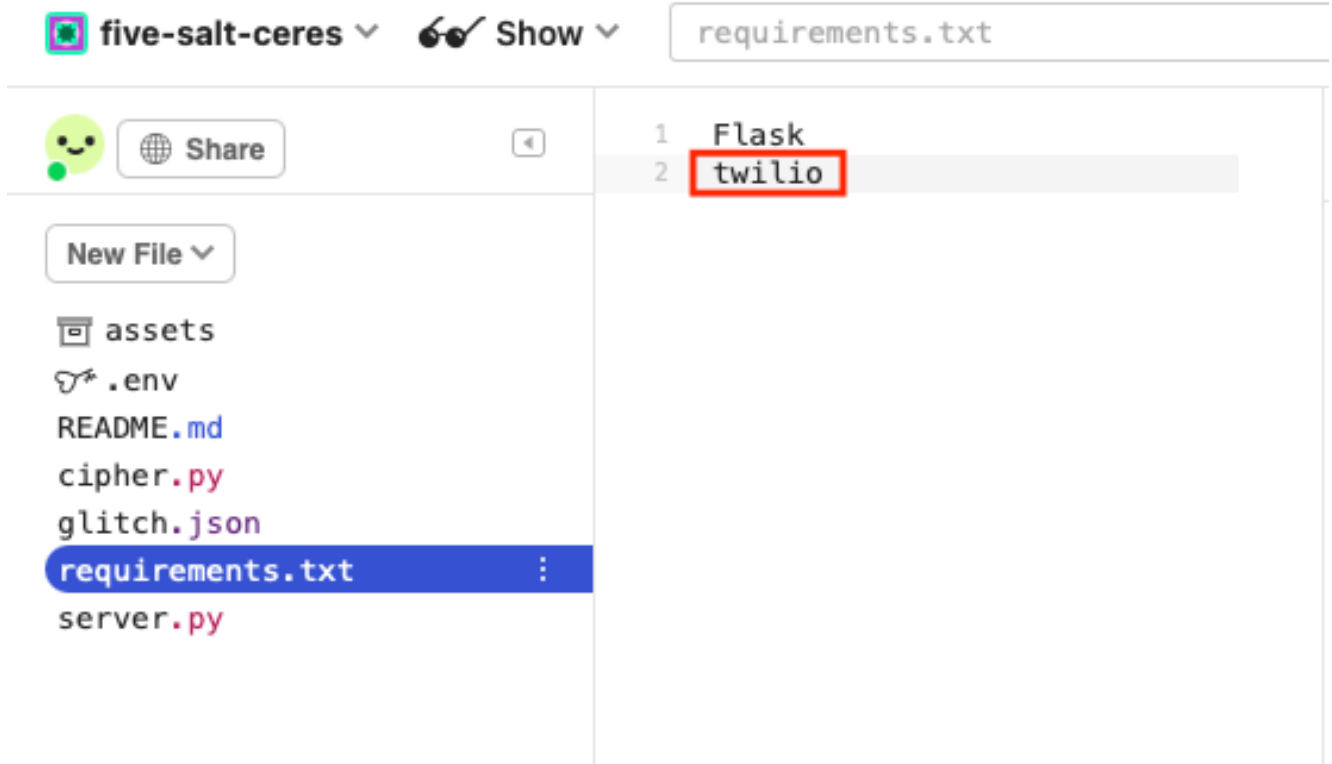 five-salt-ceres Show requirements.txt
Share
New File
assets
.env
README.md
cipher.py
glitch.json
requirements.txt
server.py
1 Flask
2 twilio